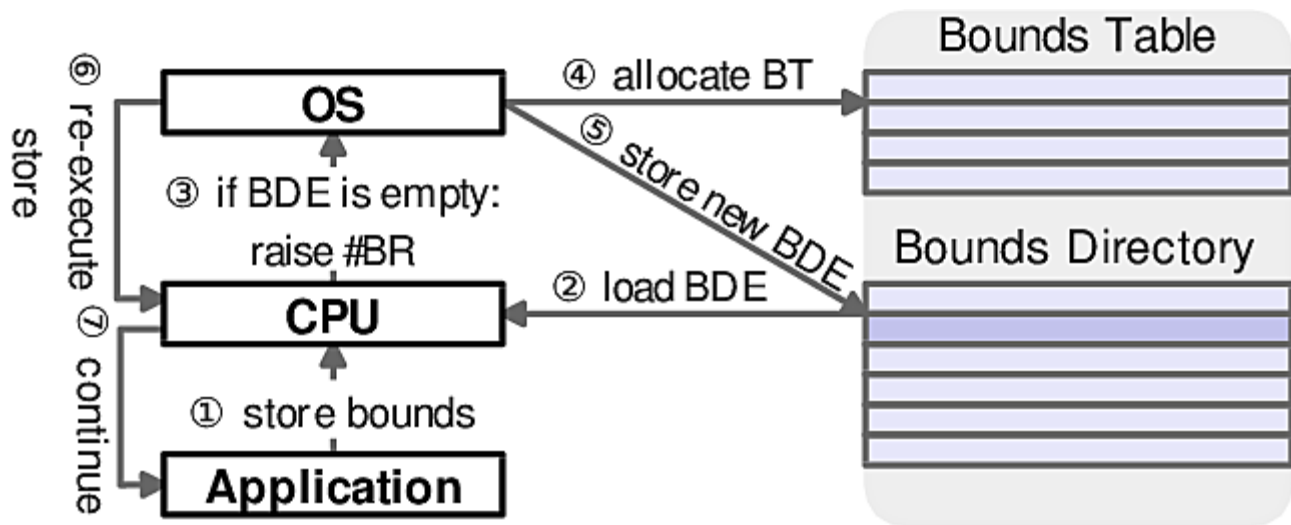 Bounds Table
④ allocate BT
OS
⑥ re-execute
store
⑤ store new BDE
③ if BDE is empty:
raise #BR
Bounds Directory
② load BDE
CPU
⑦ continue
① store bounds
Application